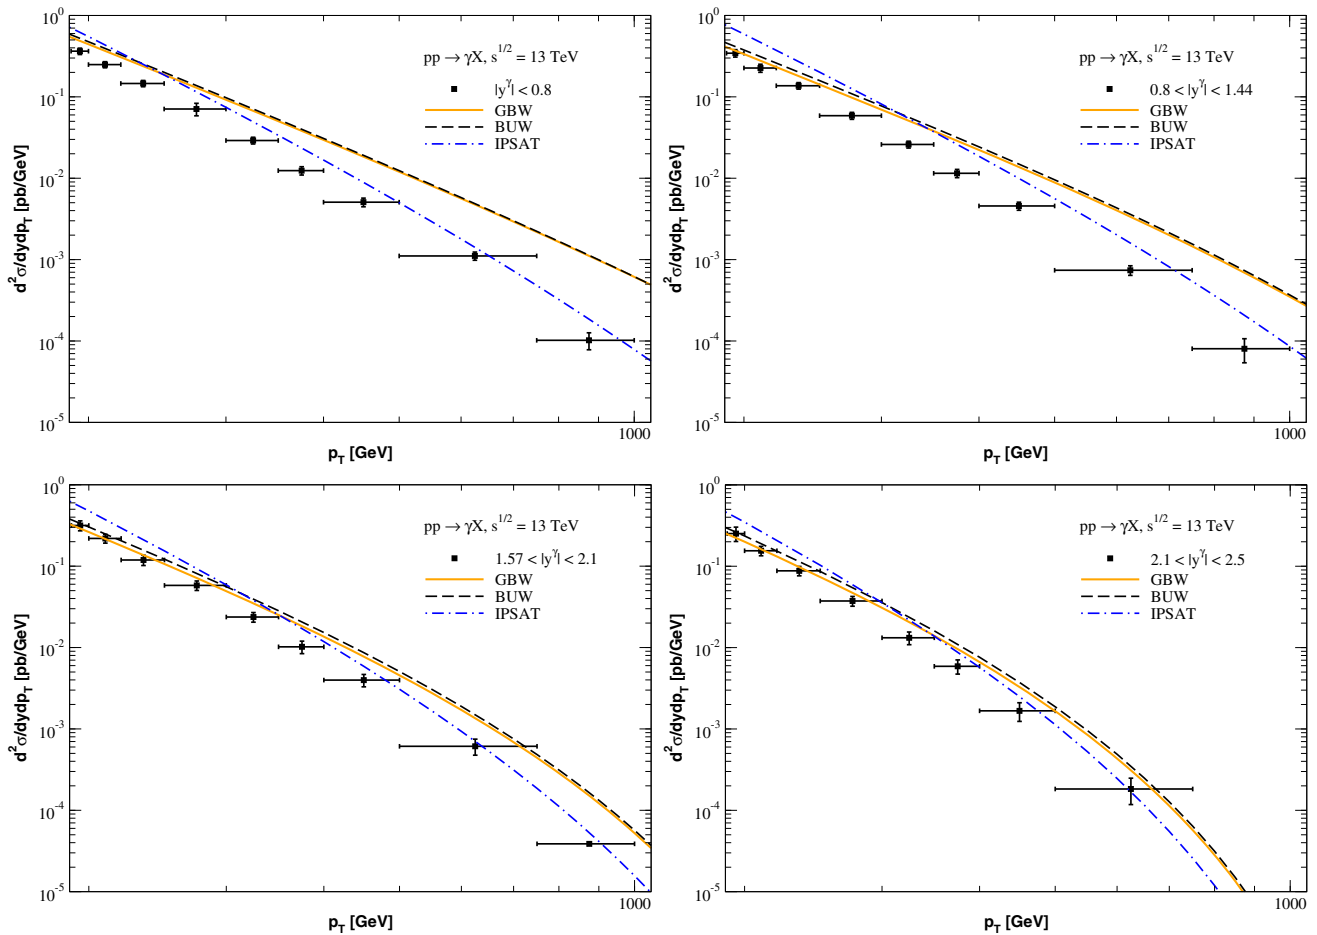 pp → γX, s^1/2 = 13 TeV
|y^γ| < 0.8
GBW
BUW
IPSAT
10^0
10^-1
10^-2
10^-3
10^-4
10^-5
1000
d^2σ/dydp_T [pb/GeV]
p_T [GeV]
pp → γX, s^1/2 = 13 TeV
0.8 < |y^γ| < 1.44
GBW
BUW
IPSAT
10^0
10^-1
10^-2
10^-3
10^-4
10^-5
1000
d^2σ/dydp_T [pb/GeV]
p_T [GeV]
pp → γX, s^1/2 = 13 TeV
1.57 < |y^γ| < 2.1
GBW
BUW
IPSAT
10^0
10^-1
10^-2
10^-3
10^-4
10^-5
1000
d^2σ/dydp_T [pb/GeV]
p_T [GeV]
pp → γX, s^1/2 = 13 TeV
2.1 < |y^γ| < 2.5
GBW
BUW
IPSAT
10^0
10^-1
10^-2
10^-3
10^-4
10^-5
1000
d^2σ/dydp_T [pb/GeV]
p_T [GeV]